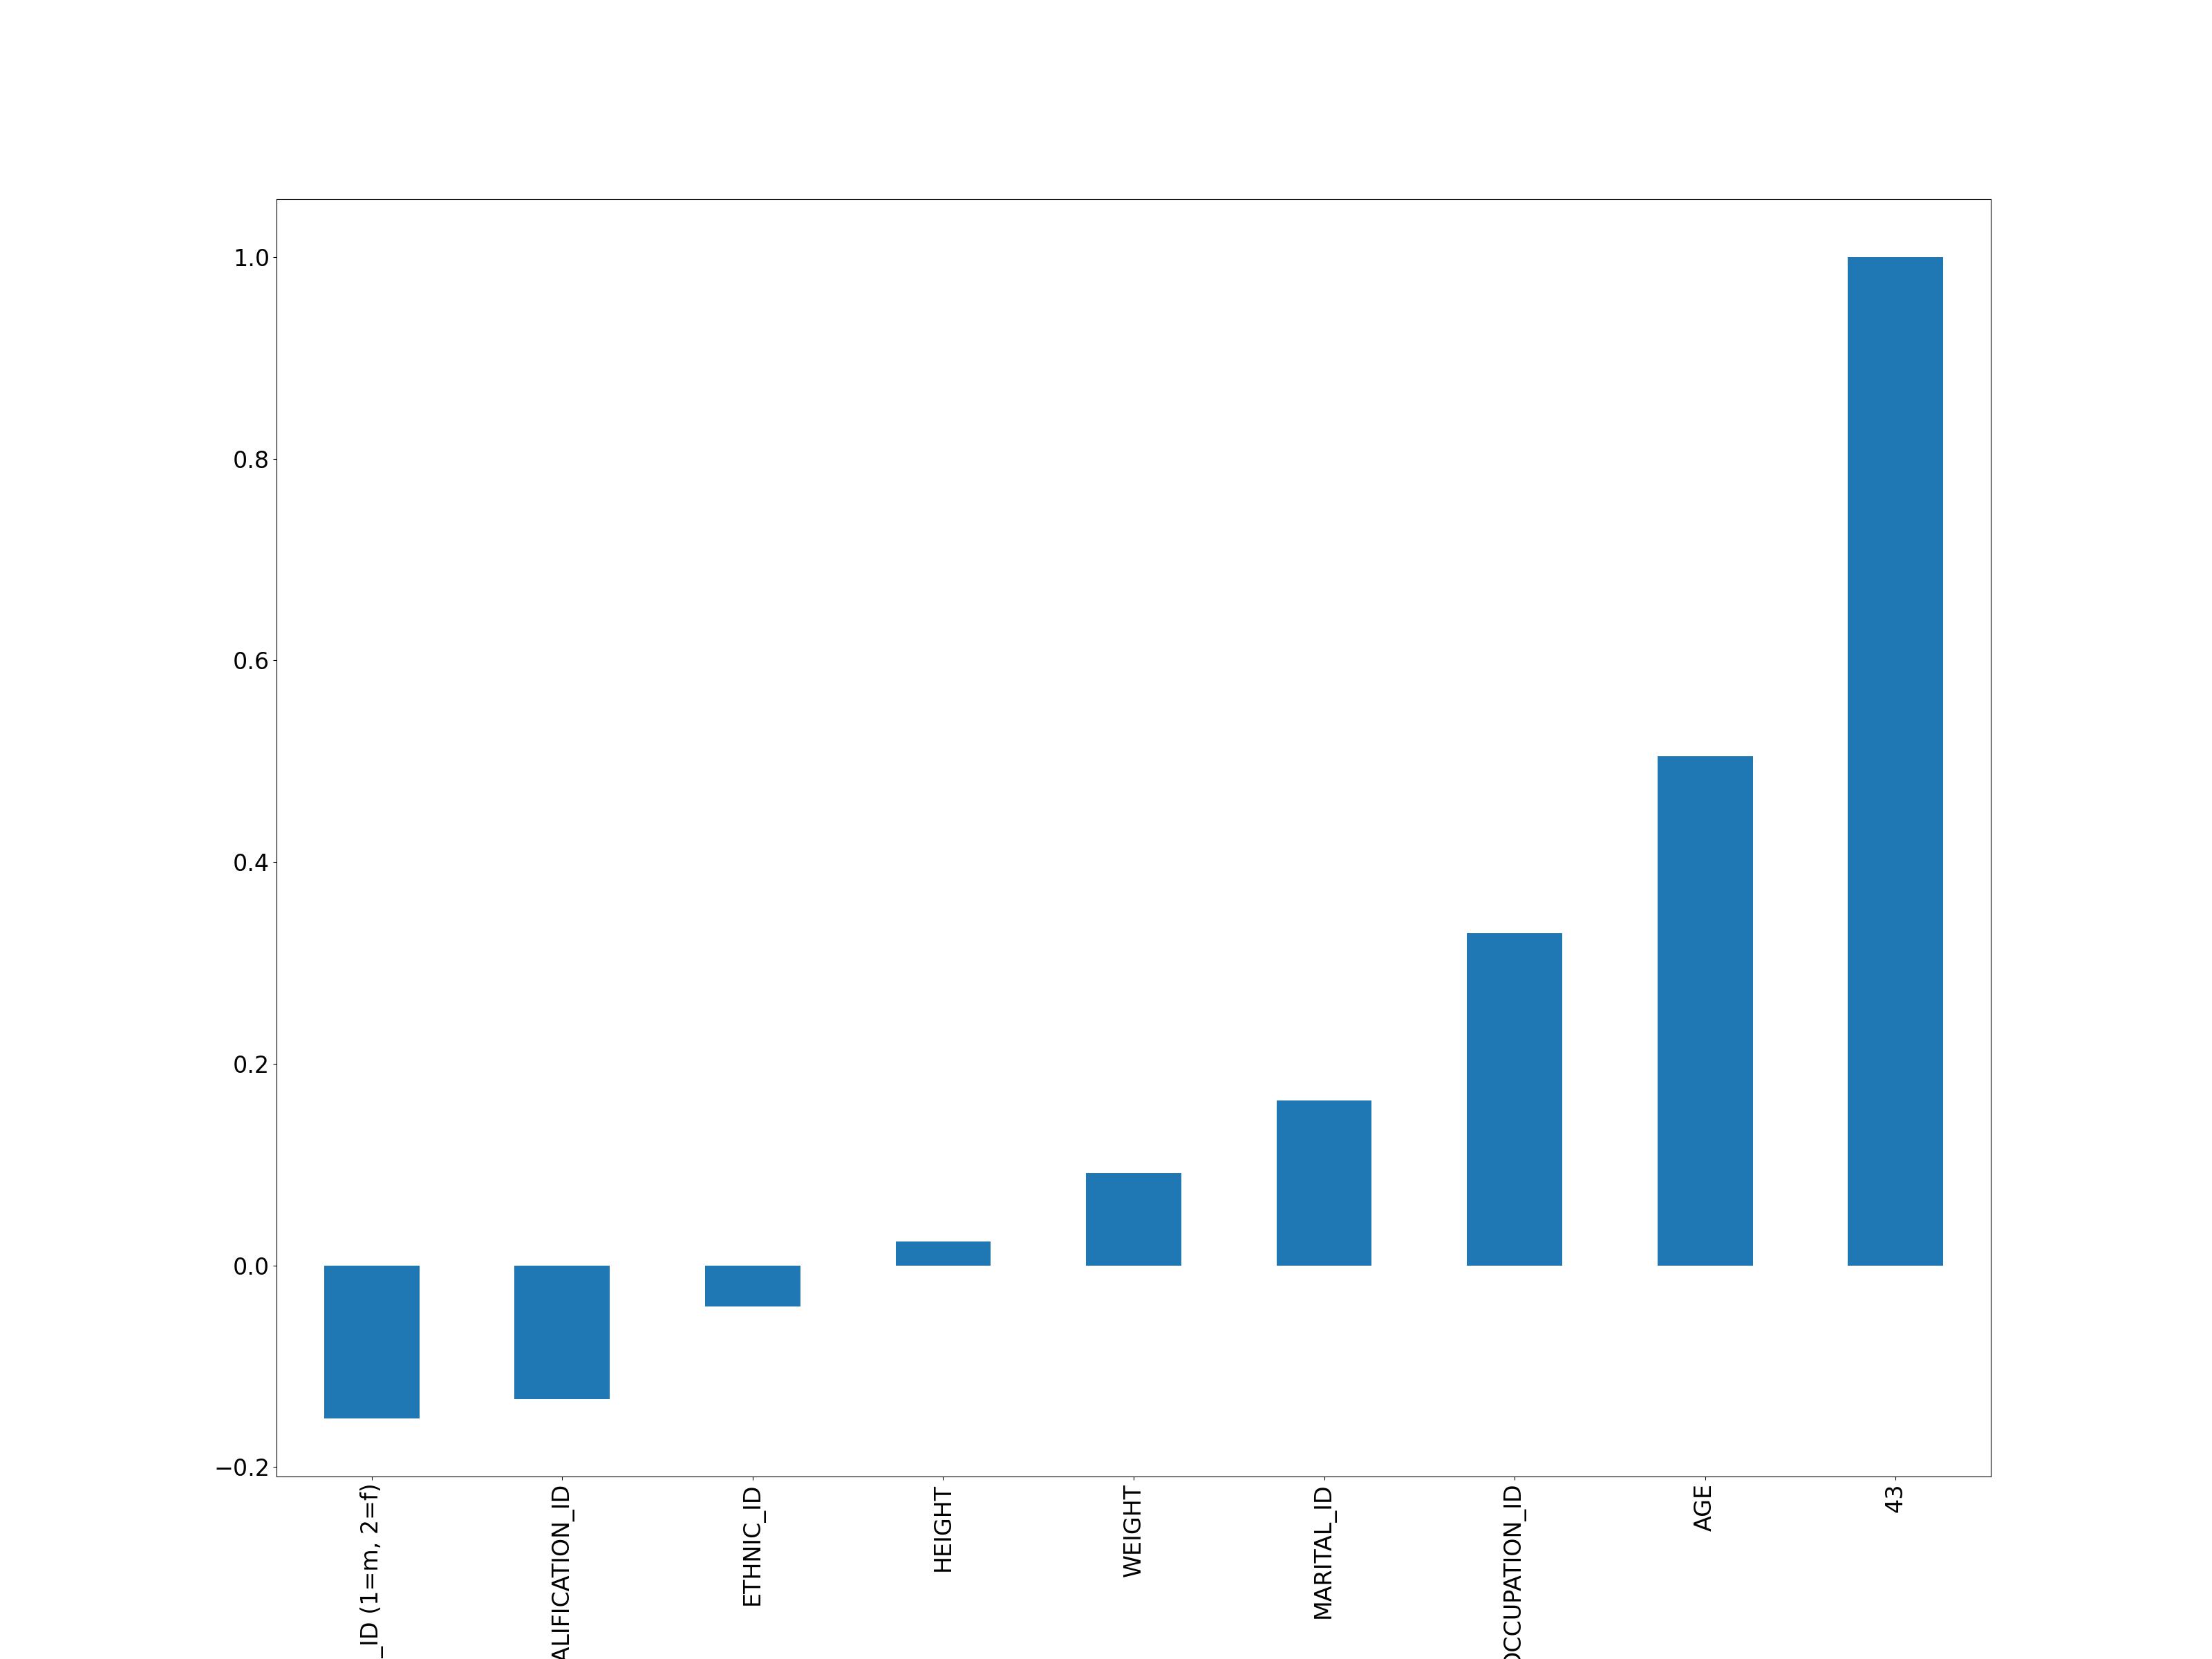 1.0
0.8
0.6
0.4
0.2
0.0
−0.2
_ID (1=m, 2=f)
ALIFICATION_ID
ETHNIC_ID
HEIGHT
WEIGHT
MARITAL_ID
OCCUPATION_ID
AGE
43